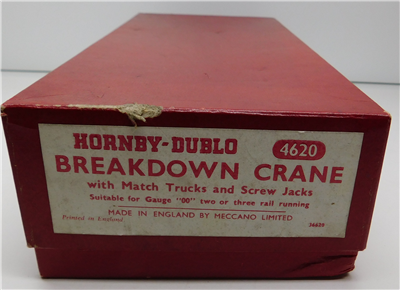 HORNBY-DUBLO 4620
BREAKDOWN CRANE
with Match Trucks and Screw Jacks
Suitable for Gauge "00" two or three rail running
MADE IN ENGLAND BY MECCANO LIMITED
Printed in England